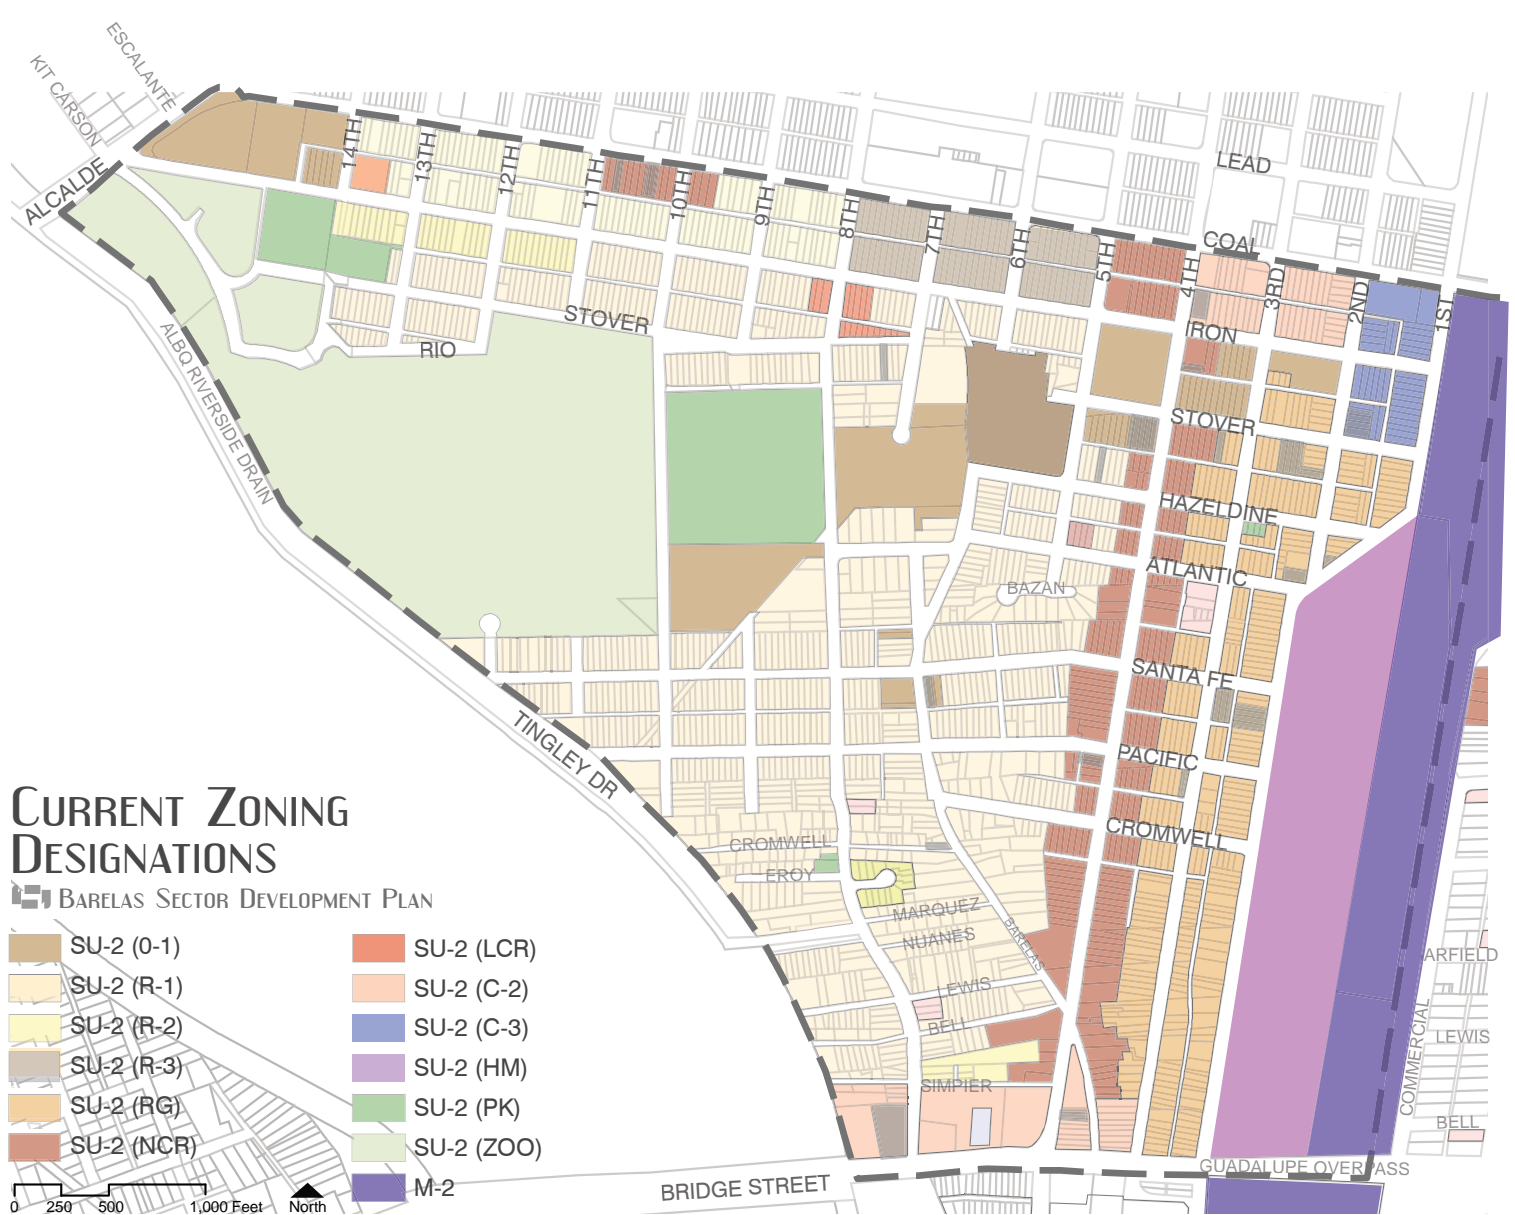 ESCALANTE
KIT CARSON
ALCALDE
14TH
13TH
12TH
11TH
10TH
9TH
8TH
7TH
6TH
5TH
4TH
3RD
2ND
1ST
LEAD
COAL
IRON
STOVER
STOVER
RIO
ALBQ RIVERSIDE DRAIN
HAZELDINE
ATLANTIC
BAZAN
SANTA FE
TINGLEY DR
PACIFIC
CROMWELL
CROMWELL
EROY
MARQUEZ
NUANES
BARELAS
LEWIS
BELL
SIMPIER
ARFIELD
LEWIS
COMMERCIAL
BELL
GUADALUPE OVERPASS
BRIDGE STREET
CURRENT ZONING
DESIGNATIONS
BARELAS SECTOR DEVELOPMENT PLAN
SU-2 (0-1)
SU-2 (R-1)
SU-2 (R-2)
SU-2 (R-3)
SU-2 (RG)
SU-2 (NCR)
SU-2 (LCR)
SU-2 (C-2)
SU-2 (C-3)
SU-2 (HM)
SU-2 (PK)
SU-2 (ZOO)
M-2
0 250 500 1,000 Feet North